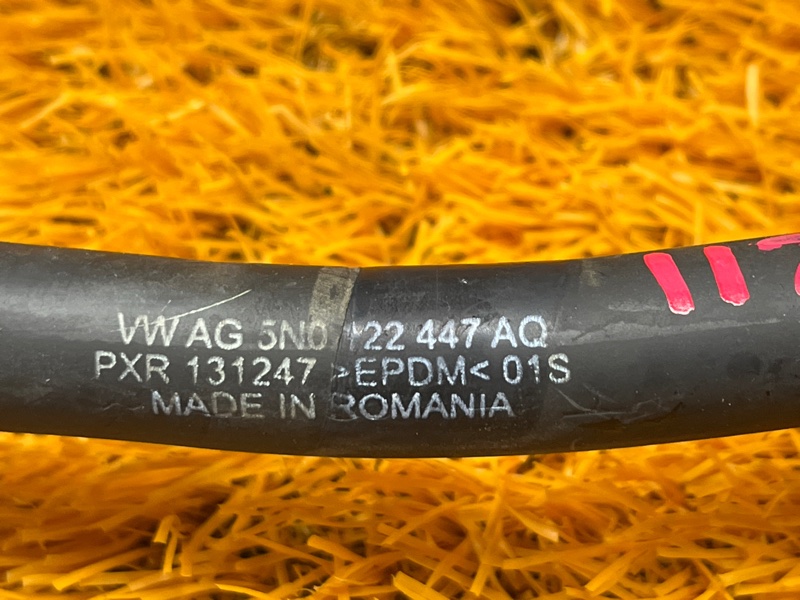 VW AG 5N0 122 447 AQ
PXR 131247 >EPDM< 01S
MADE IN ROMANIA